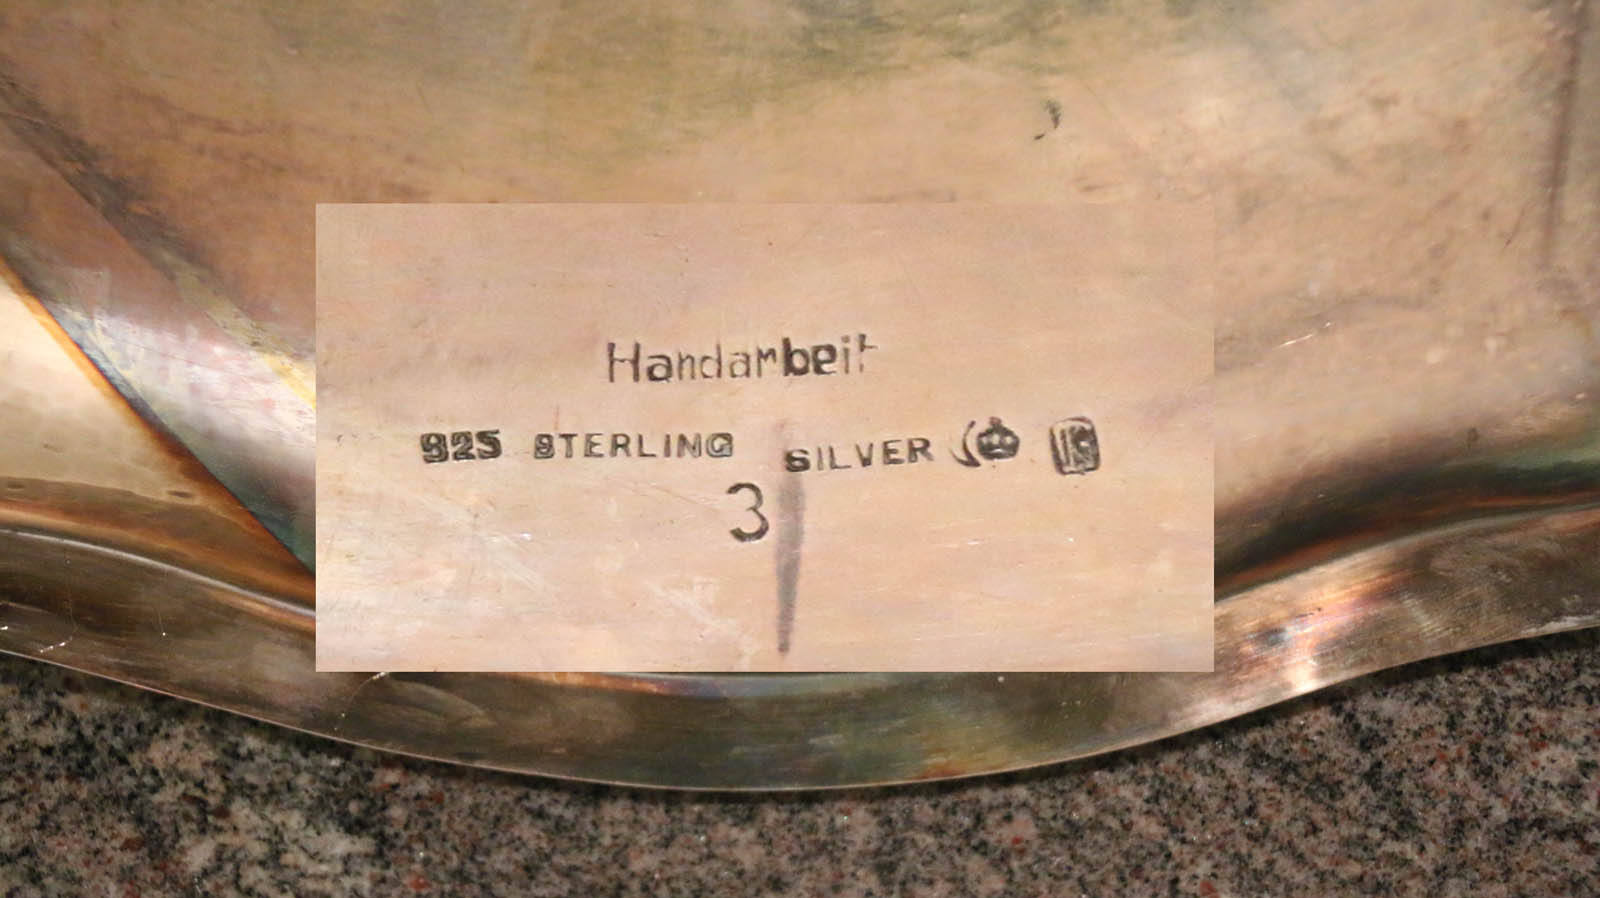 Handarbeit
925 STERLING SILVER
3